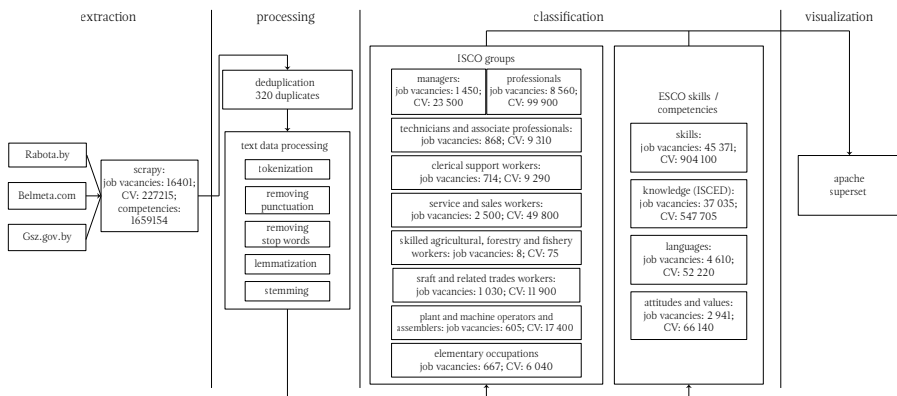 extraction
processing
classification
visualization
Rabota.by
Belmeta.com
Gsz.gov.by
scrapy:
job vacancies: 16401;
CV: 227215;
competencies:
1659154
deduplication
320 duplicates
text data processing
tokenization
removing
punctuation
removing
stop words
lemmatization
stemming
ISCO groups
managers:
job vacancies: 1 450;
CV: 23 500
professionals
job vacancies: 8 560;
CV: 99 900
technicians and associate professionals:
job vacancies: 868; CV: 9 310
clerical support workers:
job vacancies: 714; CV: 9 290
service and sales workers:
job vacancies: 2 500; CV: 49 800
skilled agricultural, forestry and fishery
workers: job vacancies: 8; CV: 75
sraft and related trades workers:
job vacancies: 1 030; CV: 11 900
plant and machine operators and
assemblers: job vacancies: 605; CV: 17 400
elementary occupations
job vacancies: 667; CV: 6 040
ESCO skills /
competencies
skills:
job vacancies: 45 371;
CV: 904 100
knowledge (ISCED):
job vacancies: 37 035;
CV: 547 705
languages:
job vacancies: 4 610;
CV: 52 220
attitudes and values:
job vacancies: 2 941;
CV: 66 140
apache
superset